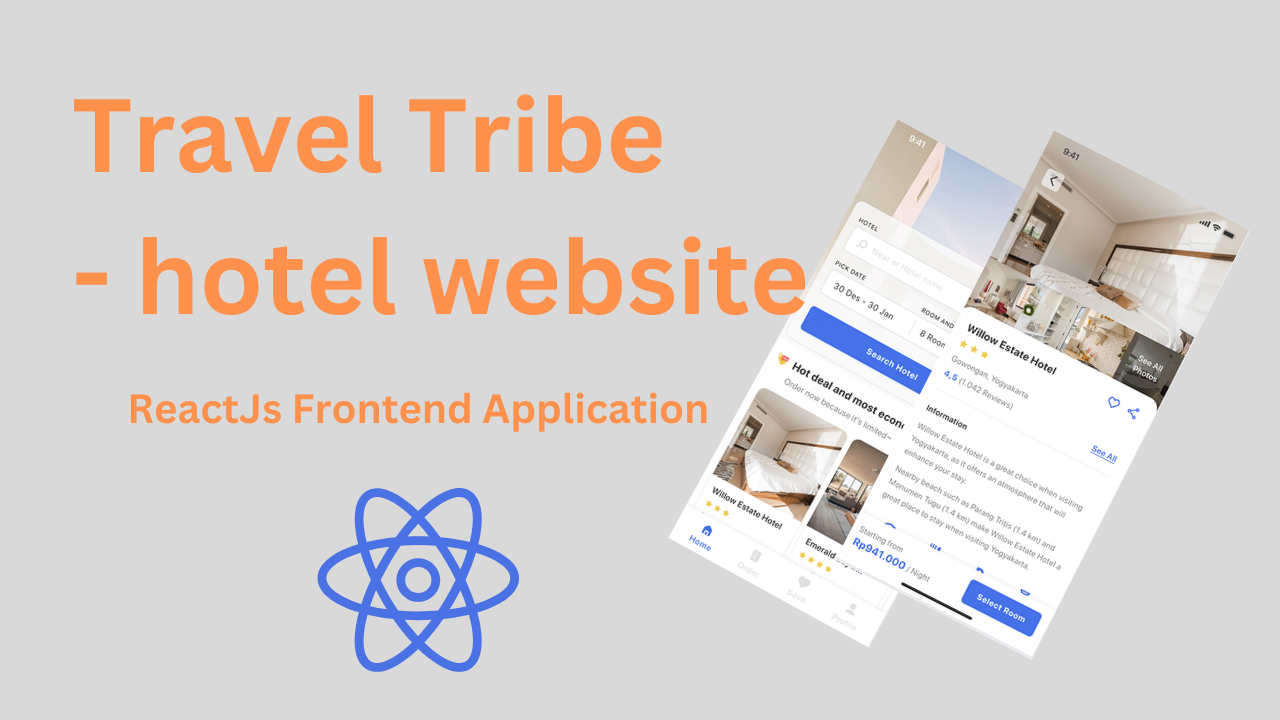 Travel Tribe
- hotel website
ReactJs Frontend Application
9:41
HOTEL
Near or Hotel name
PICK DATE
30 Des - 30 Jan
ROOM AND
8 Room
Search Hotel
Hot deal and most econ
Order now because it's limited~
Willow Estate Hotel
Emerald
Home
Order
Save
Profile
9:41
See All
Photos
Willow Estate Hotel
Gowongan, Yogyakarta
4,5 (1.042 Reviews)
Information
See All
Willow Estate Hotel is a great choice when visiting
Yogyakarta, as it offers an atmosphere that will
enhance your stay.
Nearby beach such as Parang Tritis (1.4 km) and
Monumen Tugu (1.4 km) make Willow Estate Hotel a
great place to stay when visiting Yogyakarta.
Starting from
Rp941.000 / Night
Select Room